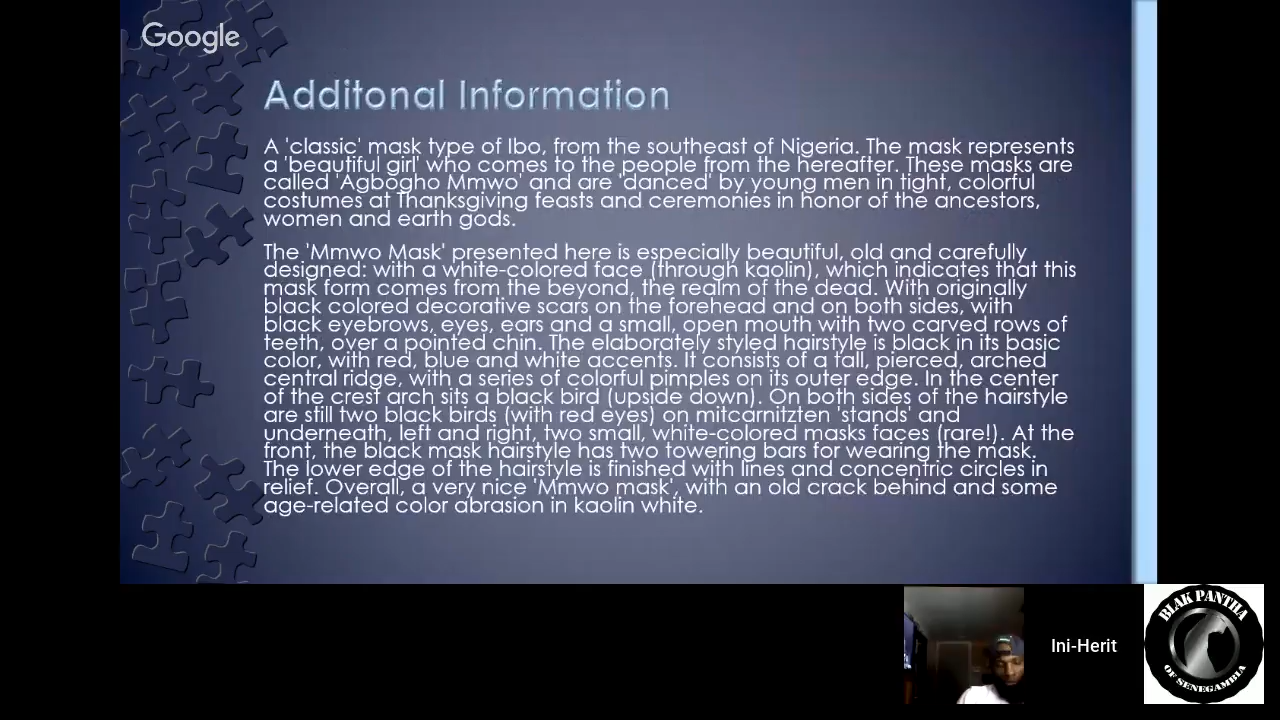 Google
Additonal Information
A 'classic' mask type of Ibo, from the southeast of Nigeria. The mask represents
a 'beautiful girl' who comes to the people from the hereafter. These masks are
called 'Agbogho Mmwo' and are 'danced' by young men in tight, colorful
costumes at Thanksgiving feasts and ceremonies in honor of the ancestors,
women and earth gods.
The 'Mmwo Mask' presented here is especially beautiful, old and carefully
designed: with a white-colored face (through kaolin), which indicates that this
mask form comes from the beyond, the realm of the dead. With originally
black colored decorative scars on the forehead and on both sides, with
black eyebrows, eyes, ears and a small, open mouth with two carved rows of
teeth, over a pointed chin. The elaborately styled hairstyle is black in its basic
color, with red, blue and white accents. It consists of a tall, pierced, arched
central ridge, with a series of colorful pimples on its outer edge. In the center
of the crest arch sits a black bird (upside down). On both sides of the hairstyle
are still two black birds (with red eyes) on mitcarnitzten 'stands' and
underneath, left and right, two small, white-colored masks faces (rare!). At the
front, the black mask hairstyle has two towering bars for wearing the mask.
The lower edge of the hairstyle is finished with lines and concentric circles in
relief. Overall, a very nice 'Mmwo mask', with an old crack behind and some
age-related color abrasion in kaolin white.
Ini-Herit
BLAK PANTHA
OF SENEGAMBIA